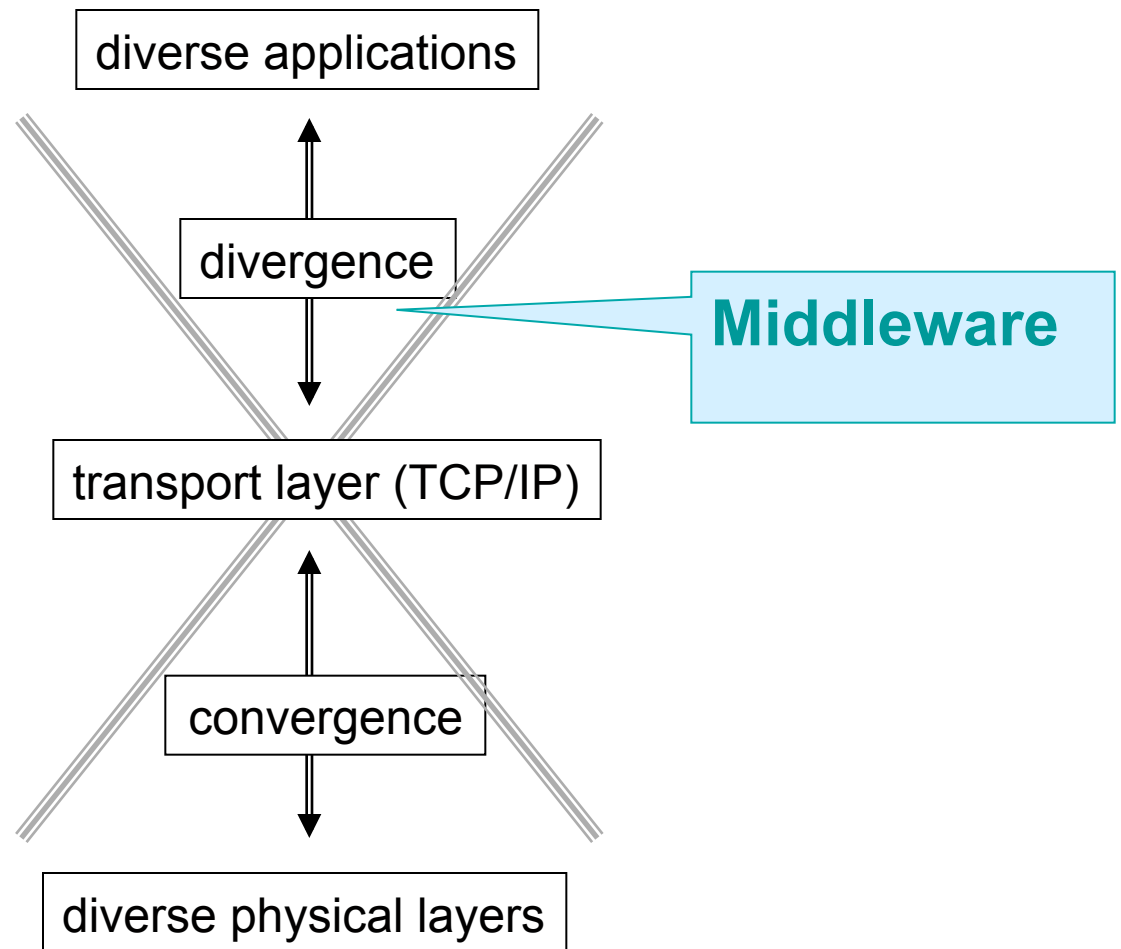 diverse applications
divergence
Middleware
transport layer (TCP/IP)
convergence
diverse physical layers